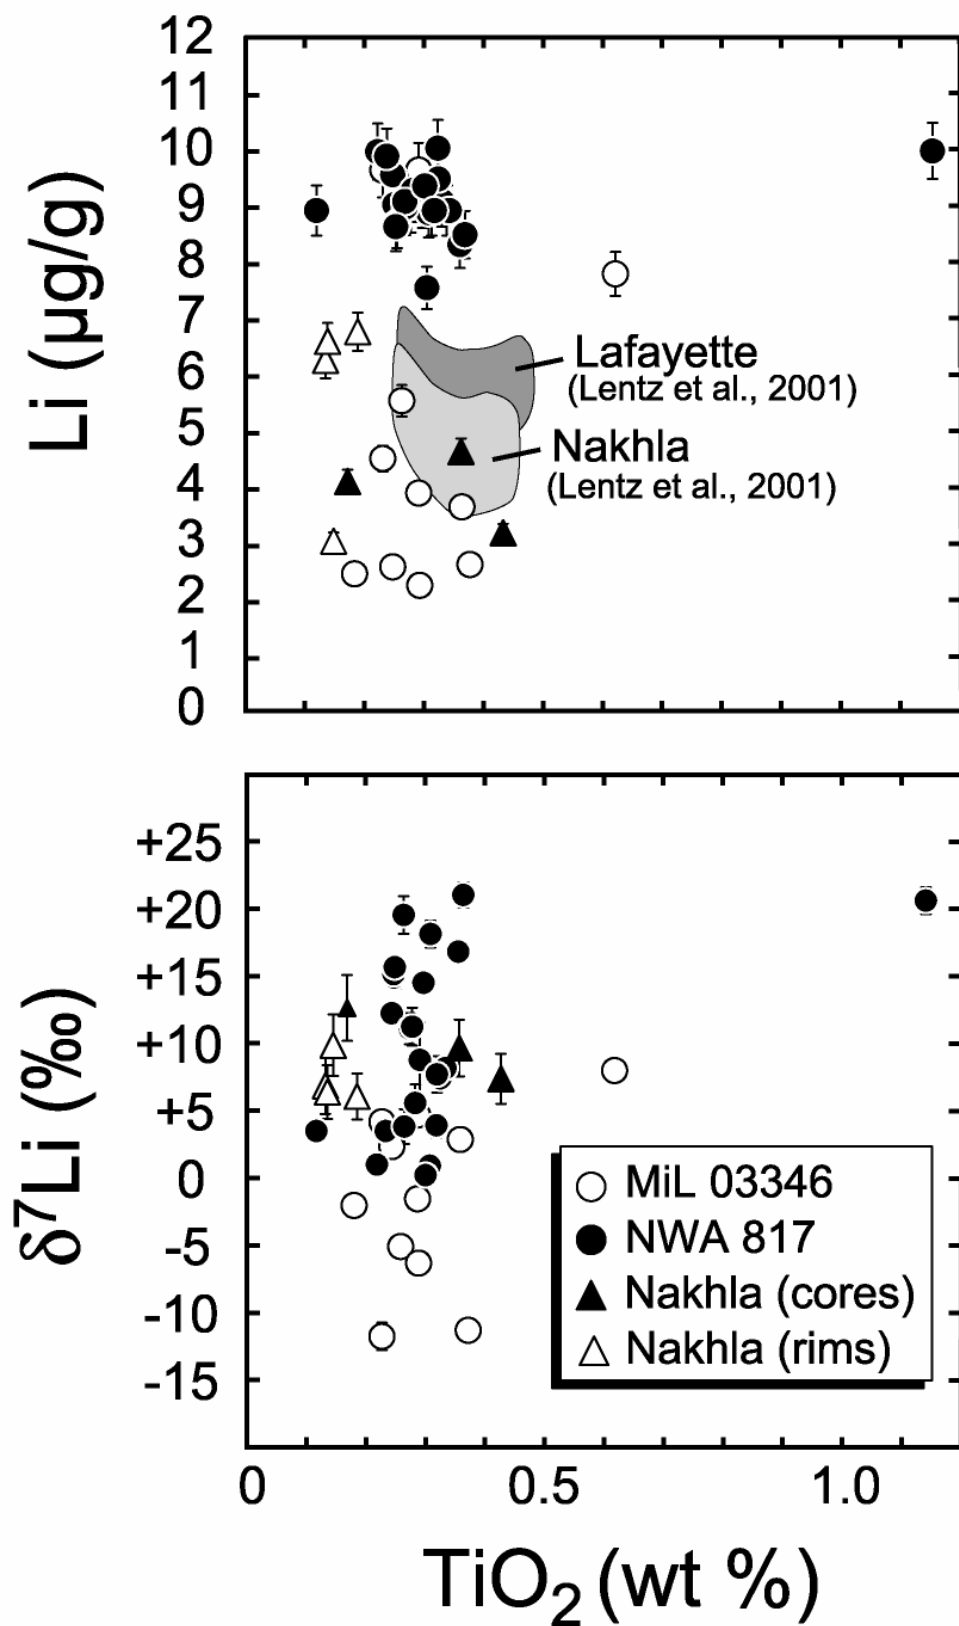 12
11
10
9
8
7
6
5
4
3
2
1
0
Li (µg/g)
Lafayette
(Lentz et al., 2001)
Nakhla
(Lentz et al., 2001)
+25
+20
+15
+10
+5
0
-5
-10
-15
δ⁷Li (‰)
MiL 03346
NWA 817
Nakhla (cores)
Nakhla (rims)
0 0.5 1.0
TiO₂ (wt %)